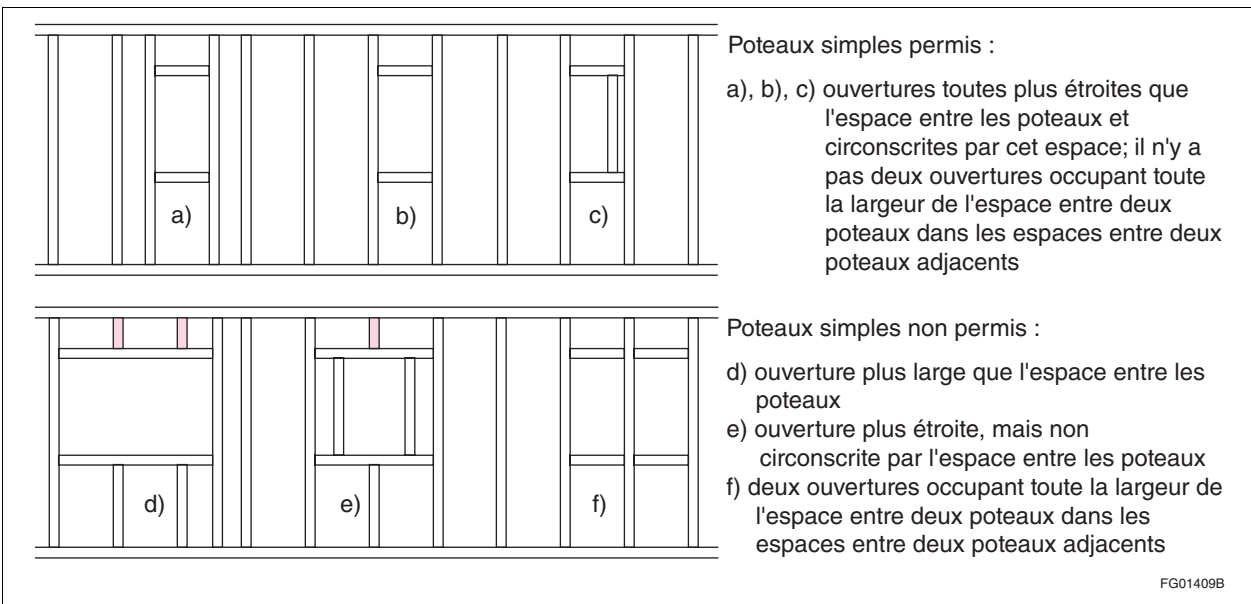 Poteaux simples permis :
a), b), c) ouvertures toutes plus étroites que
l'espace entre les poteaux et
circonscrites par cet espace; il n'y a
pas deux ouvertures occupant toute
la largeur de l'espace entre deux
poteaux dans les espaces entre deux
poteaux adjacents
a)
b)
c)
Poteaux simples non permis :
d) ouverture plus large que l'espace entre les
poteaux
e) ouverture plus étroite, mais non
circonscrite par l'espace entre les poteaux
f) deux ouvertures occupant toute la largeur de
l'espace entre deux poteaux dans les
espaces entre deux poteaux adjacents
d)
e)
f)
FG01409B